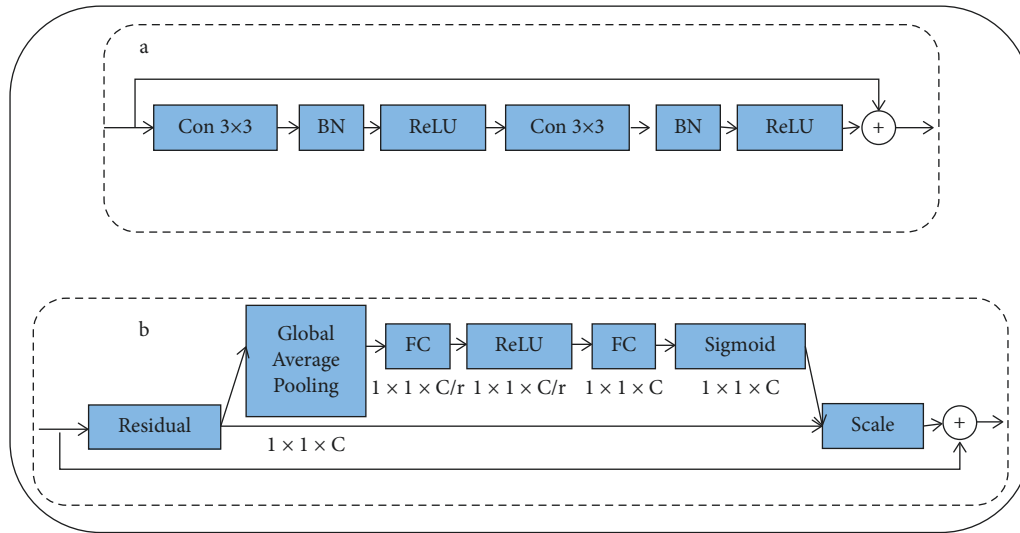 a
Con 3×3
BN
ReLU
Con 3×3
BN
ReLU
+
b
Global
Average
Pooling
FC
ReLU
FC
Sigmoid
1 × 1 × C/r
1 × 1 × C/r
1 × 1 × C
1 × 1 × C
Residual
1 × 1 × C
Scale
+